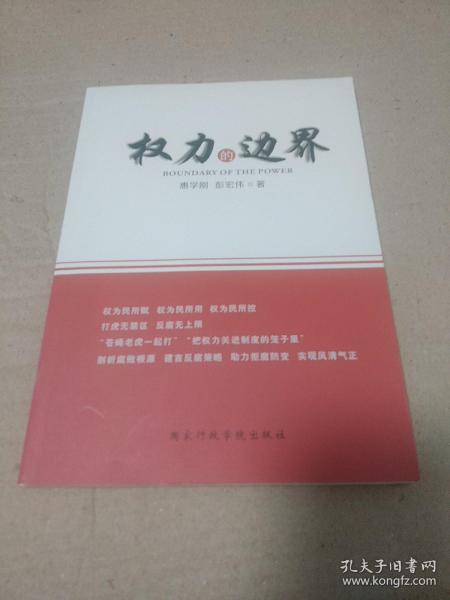 权力的边界
BOUNDARY OF THE POWER
惠学刚 彭宏伟◎著
权为民所赋 权为民所用 权为民所控
打虎无禁区 反腐无上限
“苍蝇老虎一起打”“把权力关进制度的笼子里”
剖析腐败根源 建言反腐策略 助力拒腐防变 实现风清气正
国家行政学院出版社
孔夫子旧书网
www.kongfz.com